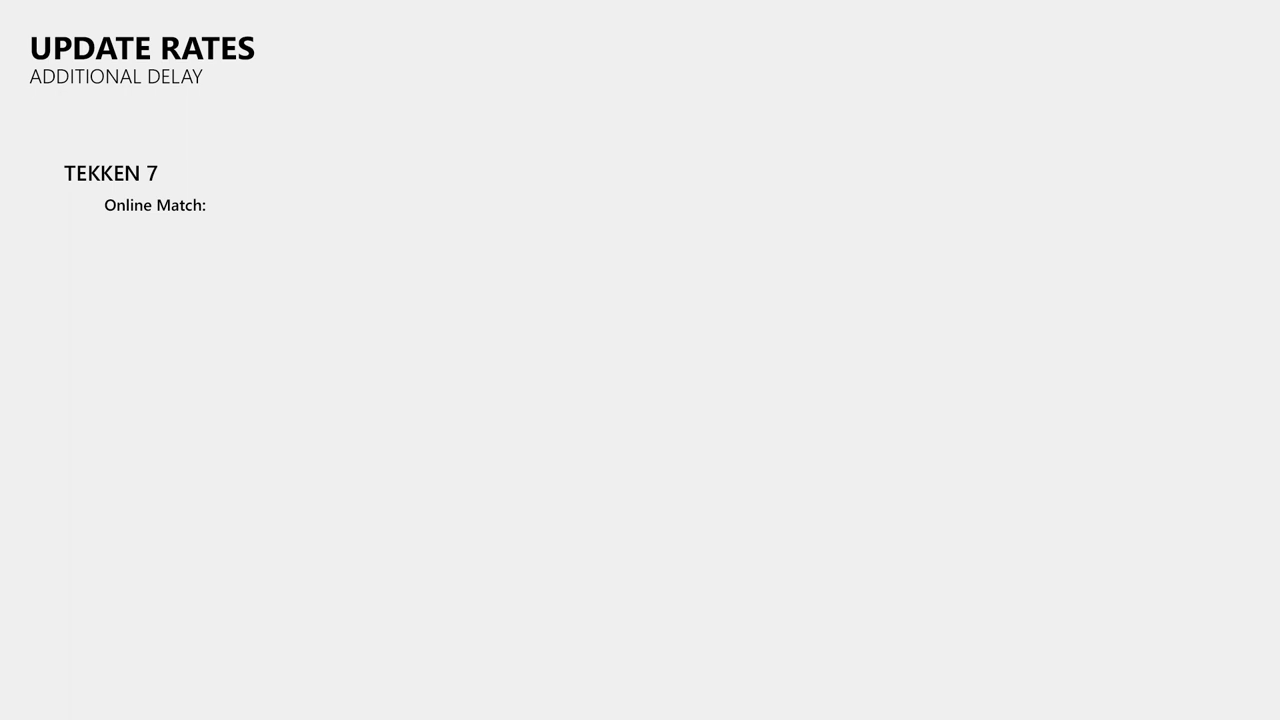 UPDATE RATES
ADDITIONAL DELAY
TEKKEN 7
Online Match: